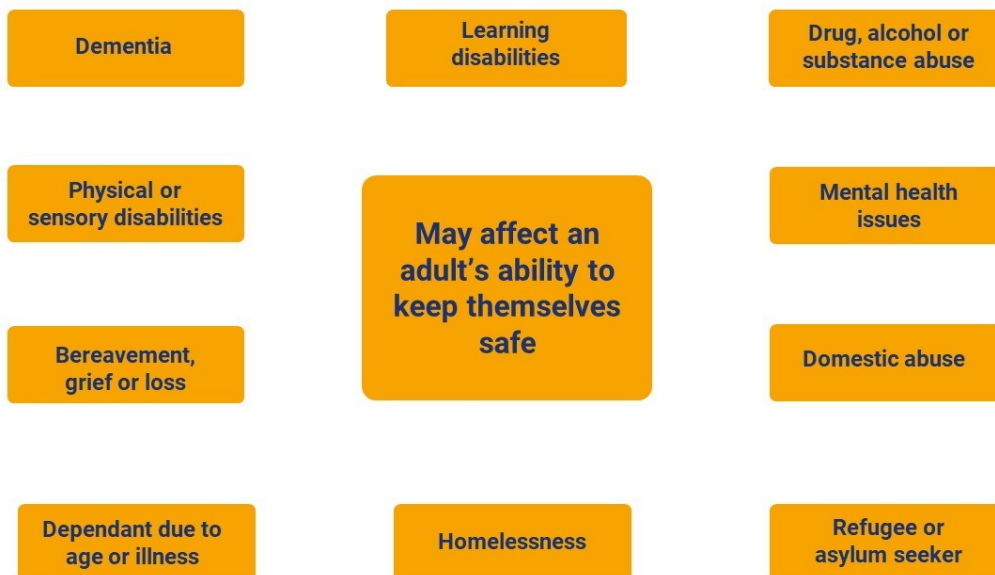 Dementia
Learning
disabilities
Drug, alcohol or
substance abuse
Physical or
sensory disabilities
May affect an
adult’s ability to
keep themselves
safe
Mental health
issues
Bereavement,
grief or loss
Domestic abuse
Dependant due to
age or illness
Homelessness
Refugee or
asylum seeker